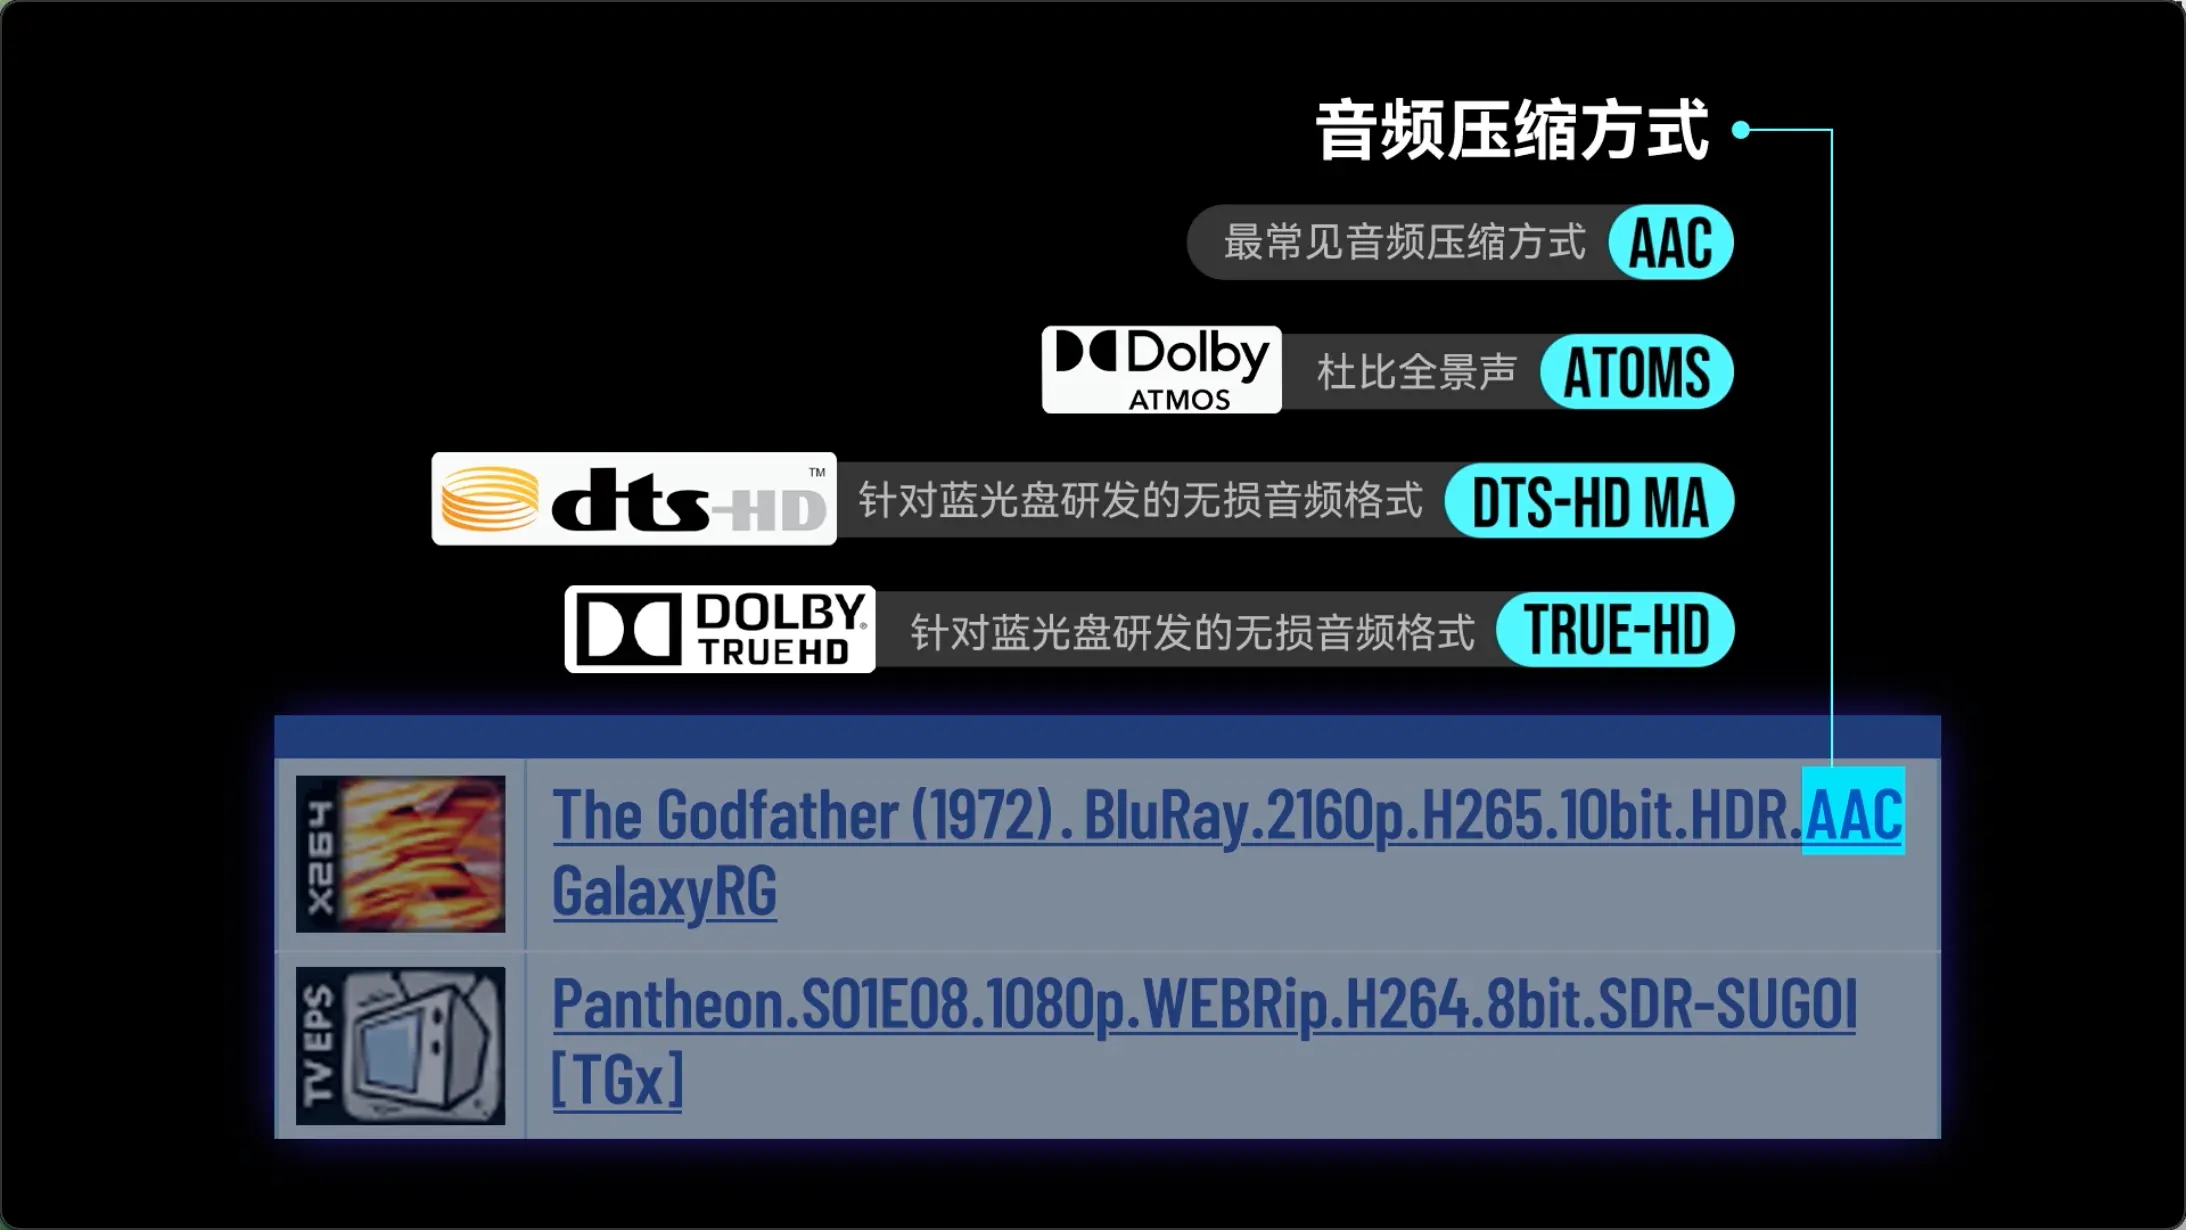 音频压缩方式
最常见音频压缩方式 AAC
Dolby ATMOS 杜比全景声 ATOMS
dts-HD™ 针对蓝光盘研发的无损音频格式 DTS-HD MA
DOLBY® TRUEHD 针对蓝光盘研发的无损音频格式 TRUE-HD
X264
The Godfather (1972) . BluRay.2160p.H265.10bit.HDR.AAC
GalaxyRG
TV EPS
Pantheon.S01E08.1080p.WEBRip.H264.8bit.SDR-SUGOI
[TGx]